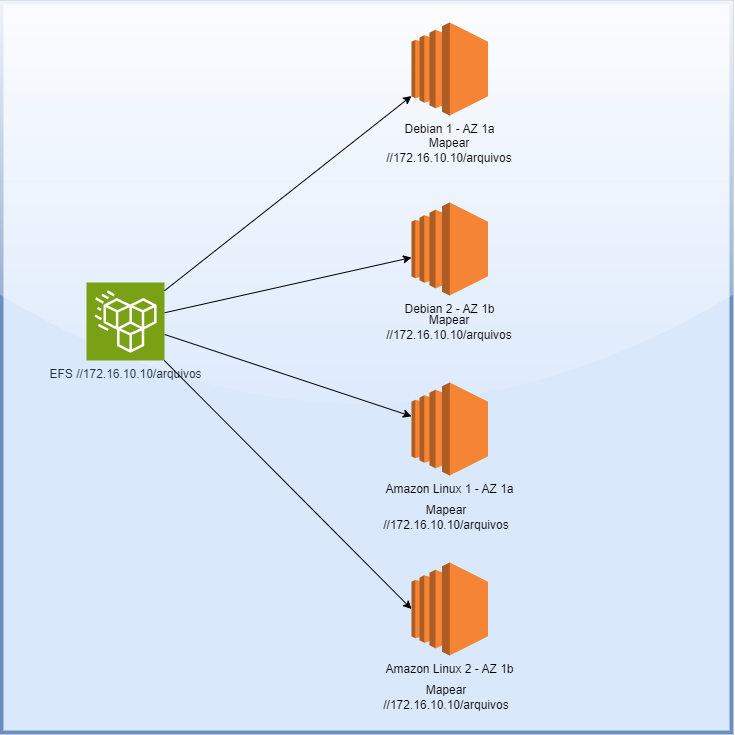 Debian 1 - AZ 1a
Mapear
//172.16.10.10/arquivos
Debian 2 - AZ 1b
Mapear
//172.16.10.10/arquivos
EFS //172.16.10.10/arquivos
Amazon Linux 1 - AZ 1a
Mapear
//172.16.10.10/arquivos
Amazon Linux 2 - AZ 1b
Mapear
//172.16.10.10/arquivos